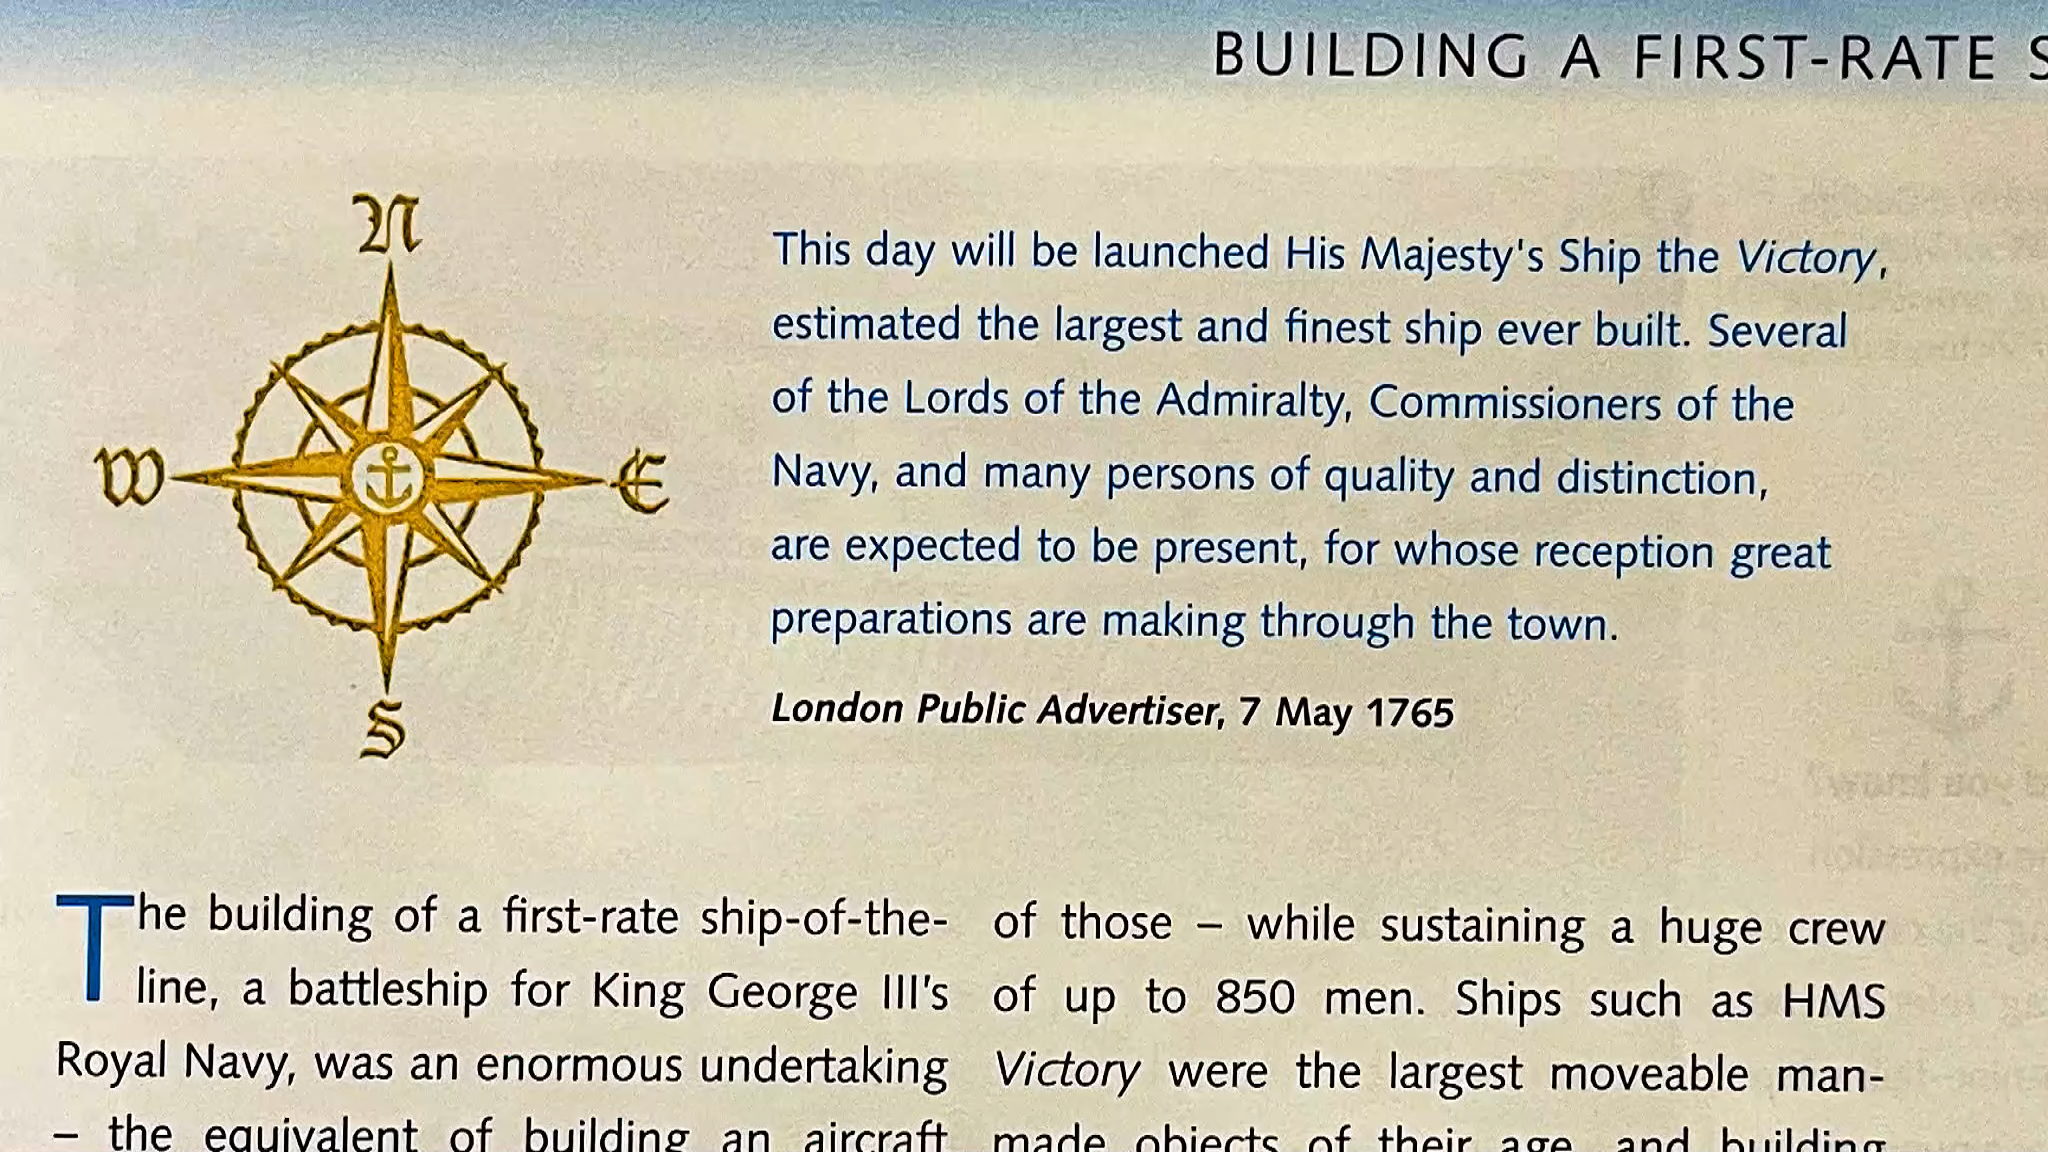 BUILDING A FIRST-RATE
N
W
E
S
This day will be launched His Majesty's Ship the Victory,
estimated the largest and finest ship ever built. Several
of the Lords of the Admiralty, Commissioners of the
Navy, and many persons of quality and distinction,
are expected to be present, for whose reception great
preparations are making through the town.
London Public Advertiser, 7 May 1765
The building of a first-rate ship-of-the-
line, a battleship for King George III's
Royal Navy, was an enormous undertaking
– the equivalent of building an aircraft
of those – while sustaining a huge crew
of up to 850 men. Ships such as HMS
Victory were the largest moveable man-
made objects of their age, and building